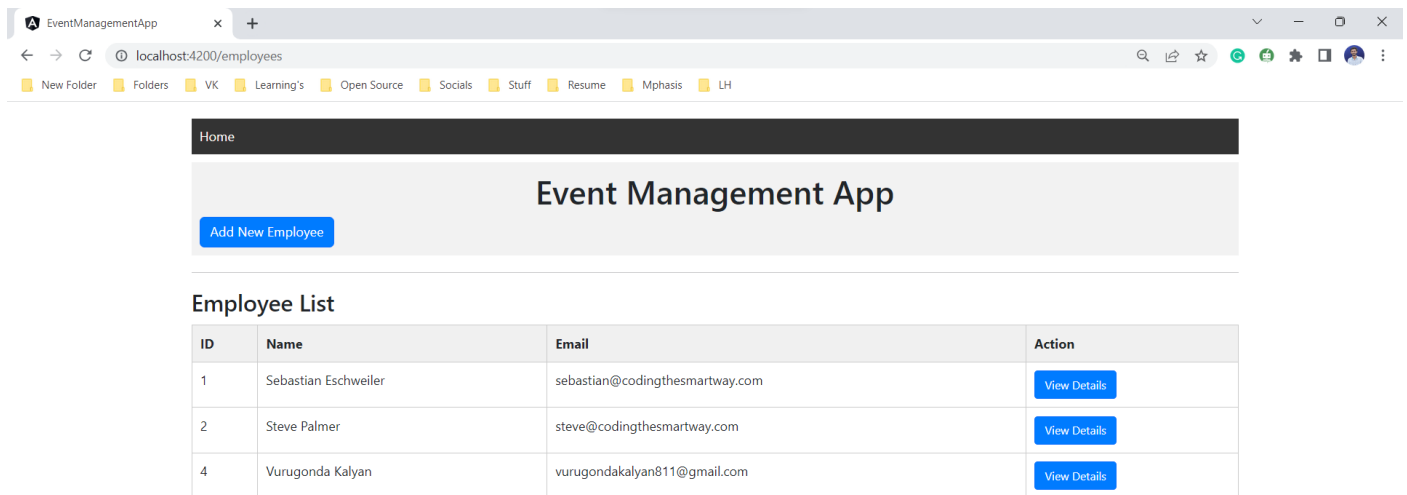 EventManagementApp
localhost:4200/employees
New Folder Folders VK Learning's Open Source Socials Stuff Resume Mphasis LH
Home
Event Management App
Add New Employee
Employee List
ID Name Email Action
1 Sebastian Eschweiler sebastian@codingthesmartway.com View Details
2 Steve Palmer steve@codingthesmartway.com View Details
4 Vurugonda Kalyan vurugondakalyan811@gmail.com View Details